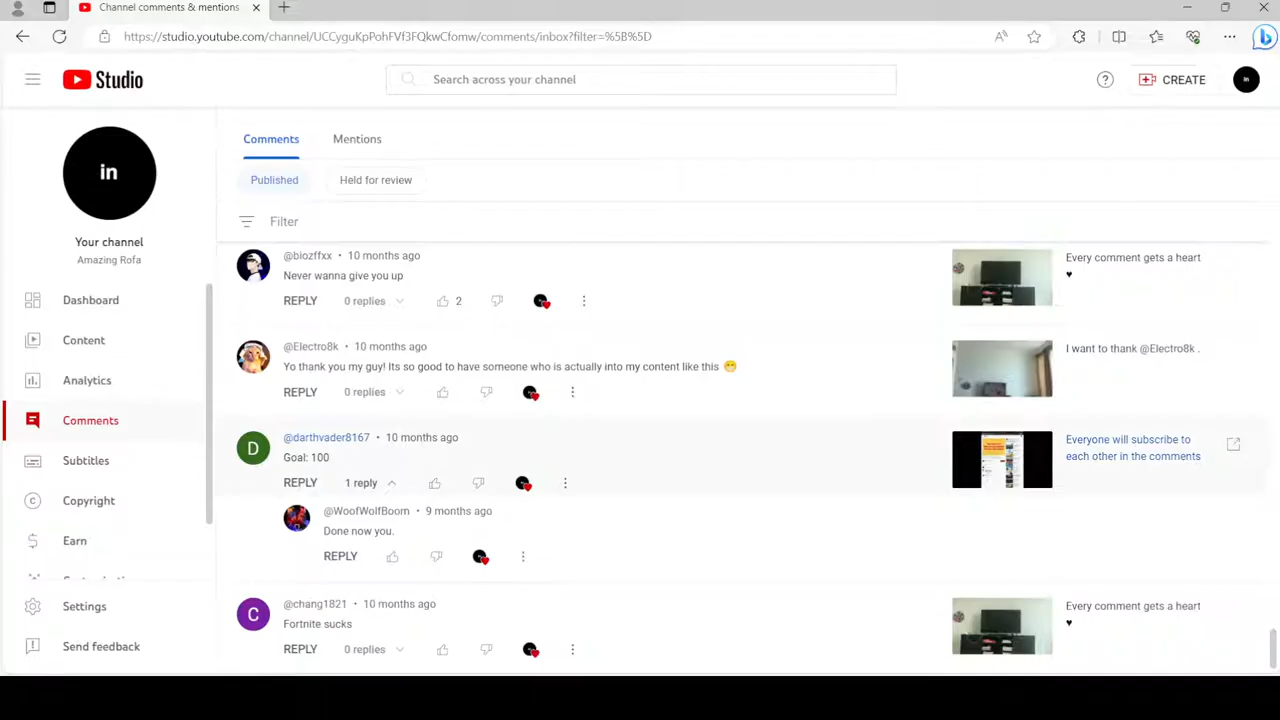 Channel comments & mentions
https://studio.youtube.com/channel/UCCyguKpPohFVf3FQkwCfomw/comments/inbox?filter=%5B%5D
Studio
Search across your channel
CREATE
in
in
Your channel
Amazing Rofa
Dashboard
Content
Analytics
Comments
Subtitles
Copyright
Earn
Settings
Send feedback
Comments Mentions
Published Held for review
Filter
@biozffxx • 10 months ago
Never wanna give you up
REPLY 0 replies 2
Every comment gets a heart
♥
@Electro8k • 10 months ago
Yo thank you my guy! Its so good to have someone who is actually into my content like this 😁
REPLY 0 replies
I want to thank @Electro8k .
D
@darthvader8167 • 10 months ago
Goal: 100
REPLY 1 reply
Everyone will subscribe to
each other in the comments
@WoofWolfBoom • 9 months ago
Done now you.
REPLY
C
@chang1821 • 10 months ago
Fortnite sucks
REPLY 0 replies
Every comment gets a heart
♥